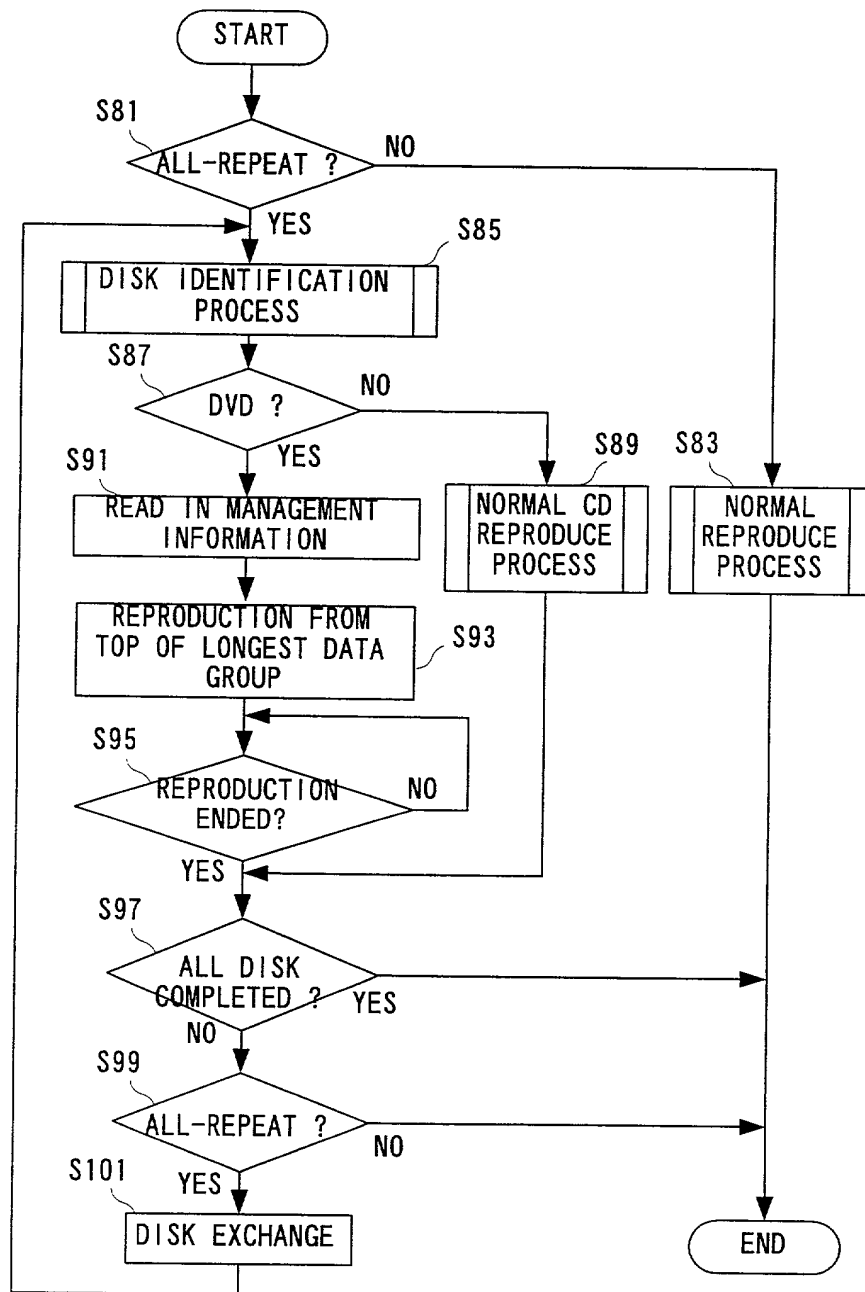 START
S81
ALL-REPEAT ?
NO
YES
S85
DISK IDENTIFICATION
PROCESS
S87
DVD ?
NO
YES
S91
READ IN MANAGEMENT
INFORMATION
S89
NORMAL CD
REPRODUCE
PROCESS
S83
NORMAL
REPRODUCE
PROCESS
REPRODUCTION FROM
TOP OF LONGEST DATA
GROUP
S93
S95
REPRODUCTION
ENDED?
NO
YES
S97
ALL DISK
COMPLETED ?
YES
NO
S99
ALL-REPEAT ?
NO
YES
S101
DISK EXCHANGE
END